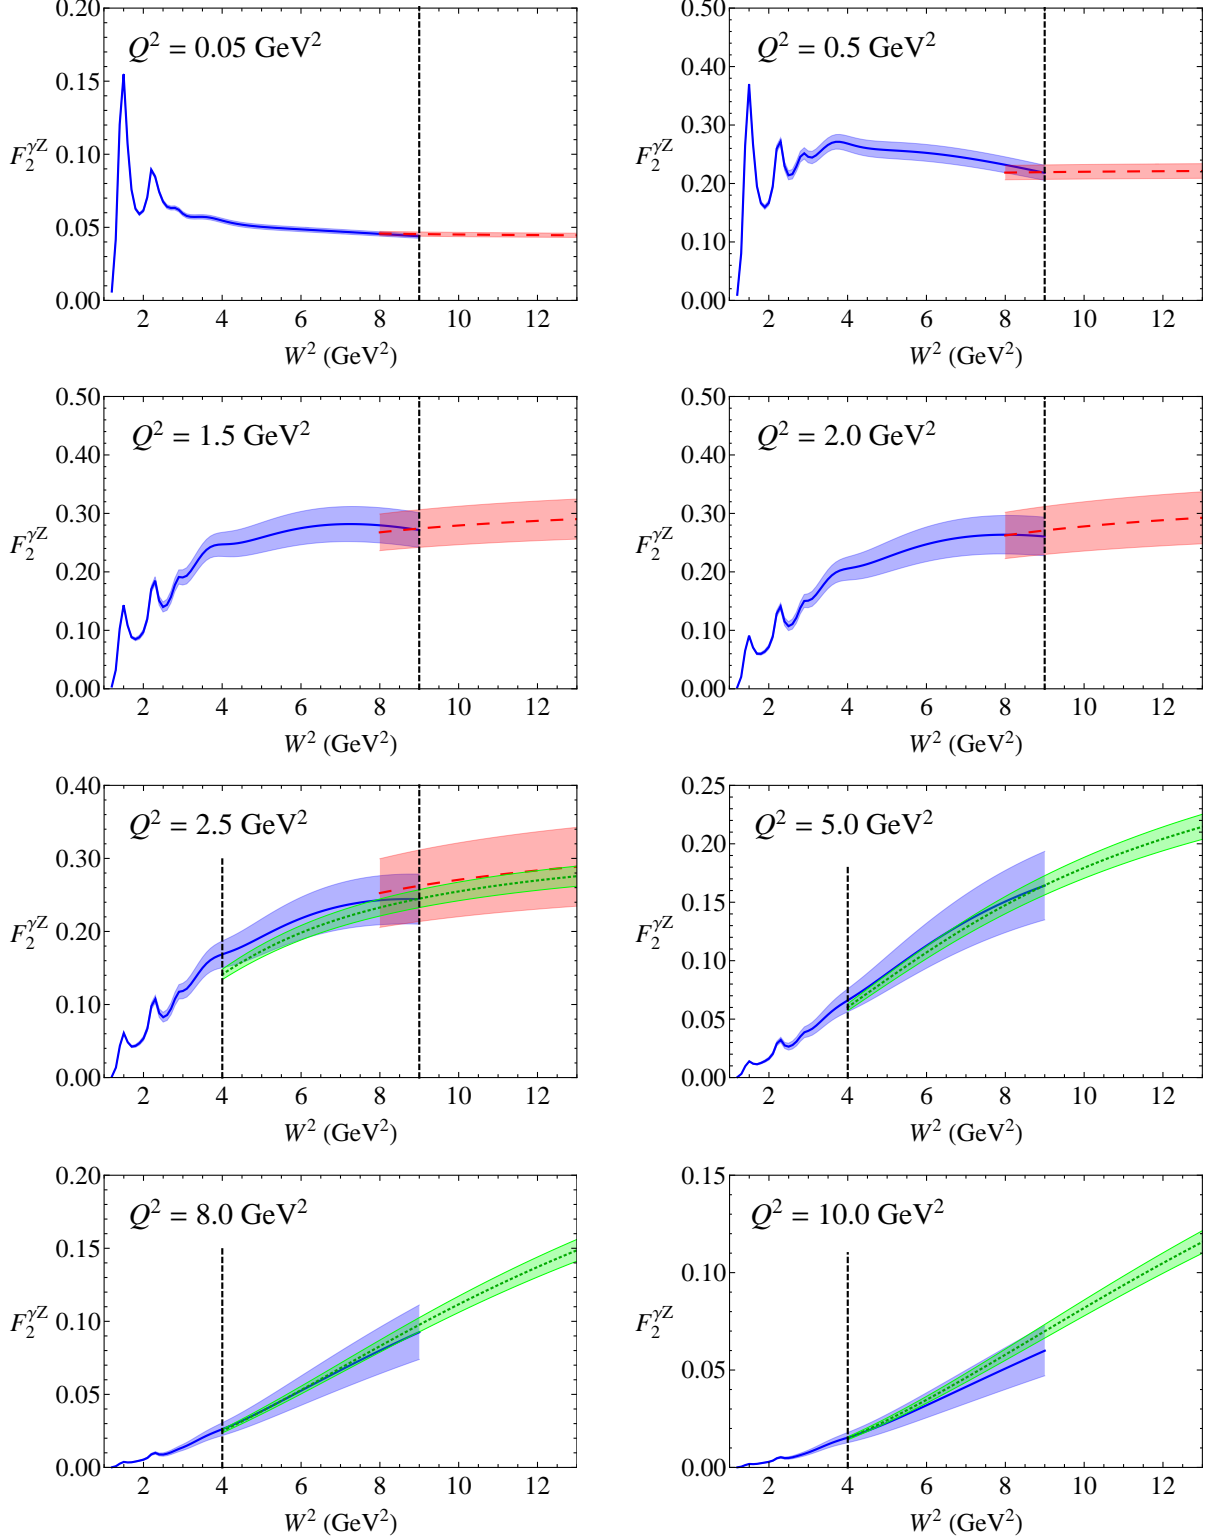 Q² = 0.05 GeV²
0.20
0.15
0.10
0.05
0.00
F₂^γZ
2 4 6 8 10 12
W² (GeV²)
Q² = 0.5 GeV²
0.50
0.40
0.30
0.20
0.10
0.00
F₂^γZ
2 4 6 8 10 12
W² (GeV²)
Q² = 1.5 GeV²
0.50
0.40
0.30
0.20
0.10
0.00
F₂^γZ
2 4 6 8 10 12
W² (GeV²)
Q² = 2.0 GeV²
0.50
0.40
0.30
0.20
0.10
0.00
F₂^γZ
2 4 6 8 10 12
W² (GeV²)
Q² = 2.5 GeV²
0.40
0.30
0.20
0.10
0.00
F₂^γZ
2 4 6 8 10 12
W² (GeV²)
Q² = 5.0 GeV²
0.25
0.20
0.15
0.10
0.05
0.00
F₂^γZ
2 4 6 8 10 12
W² (GeV²)
Q² = 8.0 GeV²
0.20
0.15
0.10
0.05
0.00
F₂^γZ
2 4 6 8 10 12
W² (GeV²)
Q² = 10.0 GeV²
0.15
0.10
0.05
0.00
F₂^γZ
2 4 6 8 10 12
W² (GeV²)